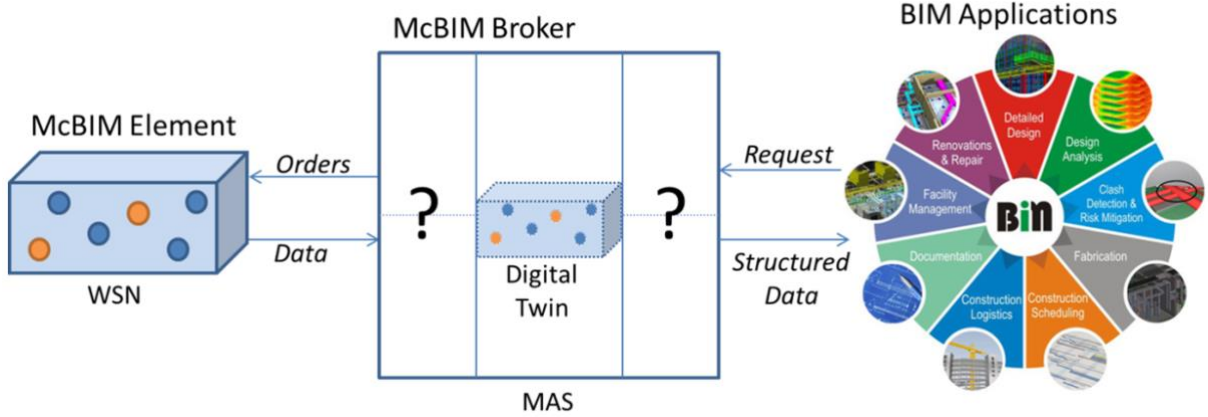 McBIM Element
WSN
Orders
Data
McBIM Broker
?
Digital
Twin
?
MAS
Request
Structured
Data
BIM Applications
Detailed
Design
Design
Analysis
Clash
Detection &
Risk Mitigation
Fabrication
Construction
Scheduling
Construction
Logistics
Documentation
Facility
Management
Renovations
& Repair
BiM